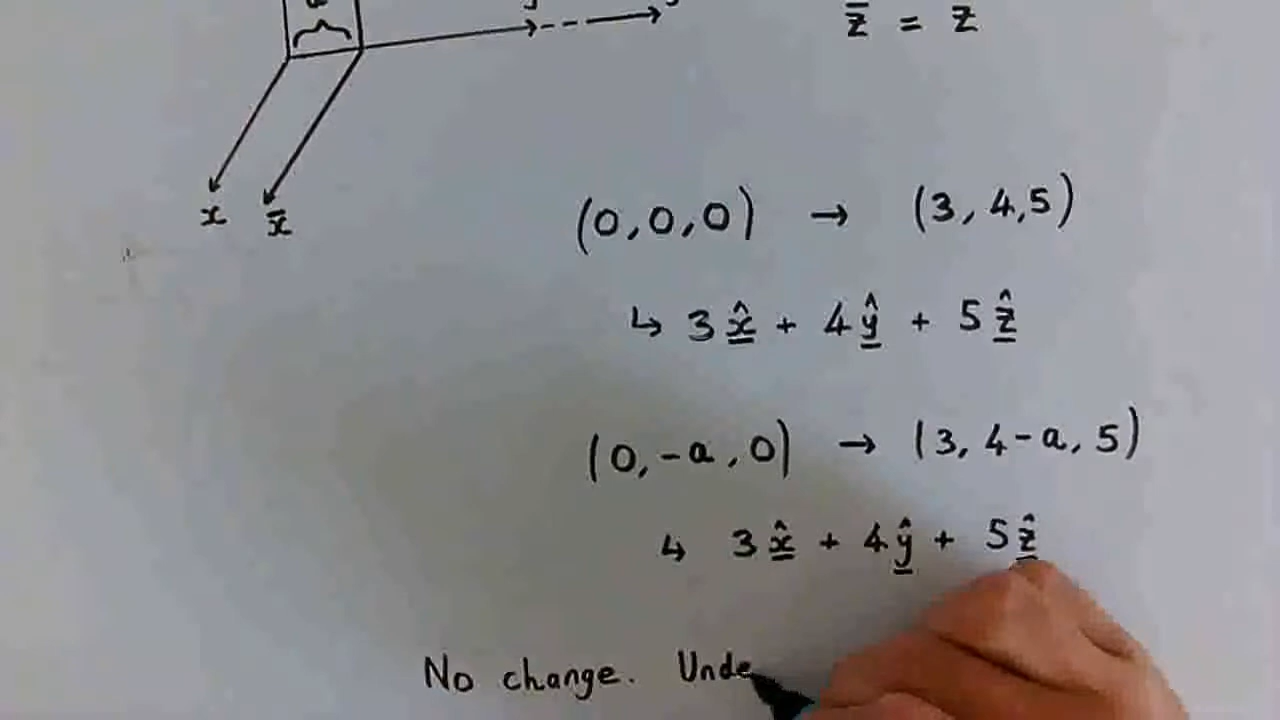 z̄ = z
x x̄
(0,0,0) → (3,4,5)
↳ 3x̂ + 4ŷ + 5ẑ
(0,-a,0) → (3,4-a,5)
↳ 3x̂ + 4ŷ + 5ẑ
No change. Unde